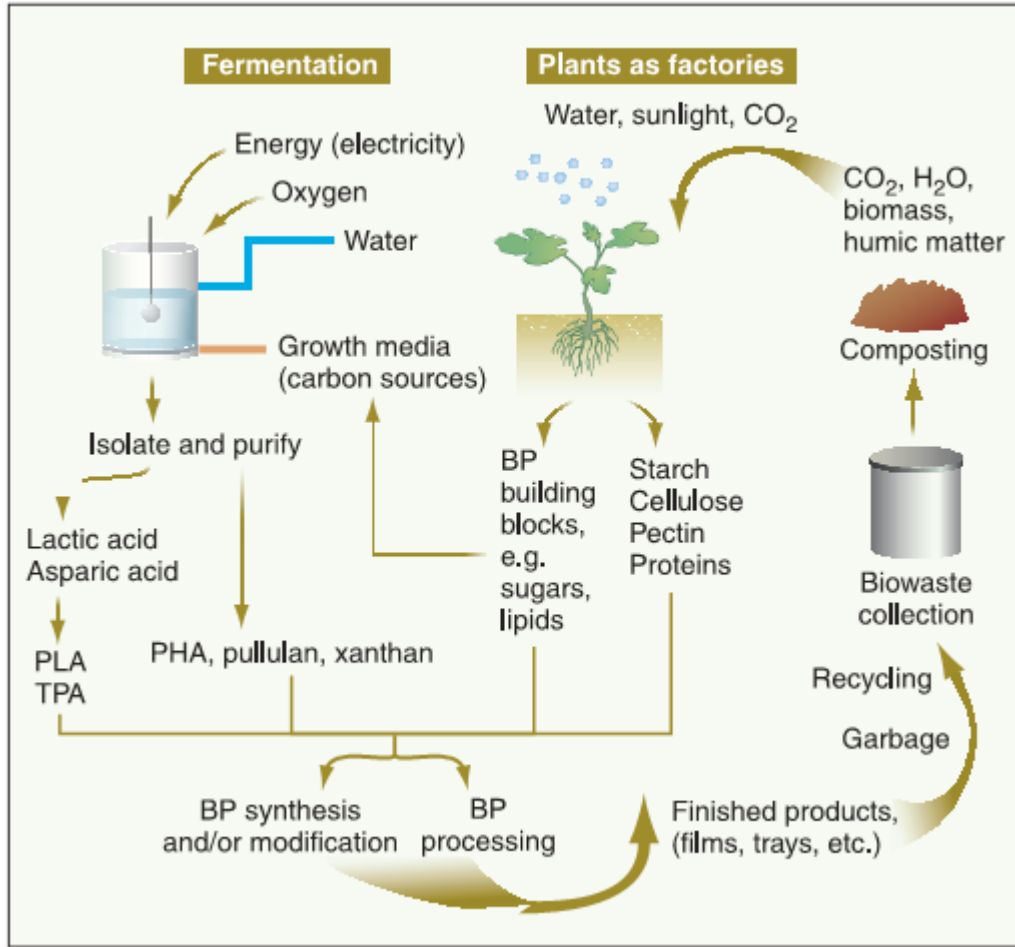 Fermentation
Energy (electricity)
Oxygen
Water
Growth media
(carbon sources)
Isolate and purify
Lactic acid
Asparic acid
PLA
TPA
PHA, pullulan, xanthan
Plants as factories
Water, sunlight, CO₂
BP
building
blocks,
e.g.
sugars,
lipids
Starch
Cellulose
Pectin
Proteins
CO₂, H₂O,
biomass,
humic matter
Composting
Biowaste
collection
Recycling
Garbage
BP synthesis
and/or modification
BP
processing
Finished products,
(films, trays, etc.)